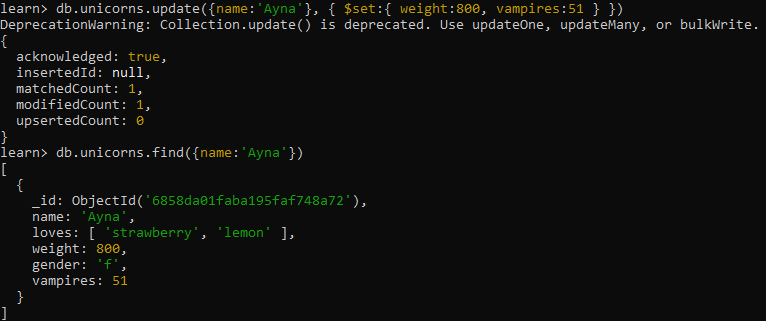 learn> db.unicorns.update({name:'Ayna'}, { $set:{ weight:800, vampires:51 } })
DeprecationWarning: Collection.update() is deprecated. Use updateOne, updateMany, or bulkWrite.
{
  acknowledged: true,
  insertedId: null,
  matchedCount: 1,
  modifiedCount: 1,
  upsertedCount: 0
}
learn> db.unicorns.find({name:'Ayna'})
[
  {
    _id: ObjectId('6858da01faba195faf748a72'),
    name: 'Ayna',
    loves: [ 'strawberry', 'lemon' ],
    weight: 800,
    gender: 'f',
    vampires: 51
  }
]